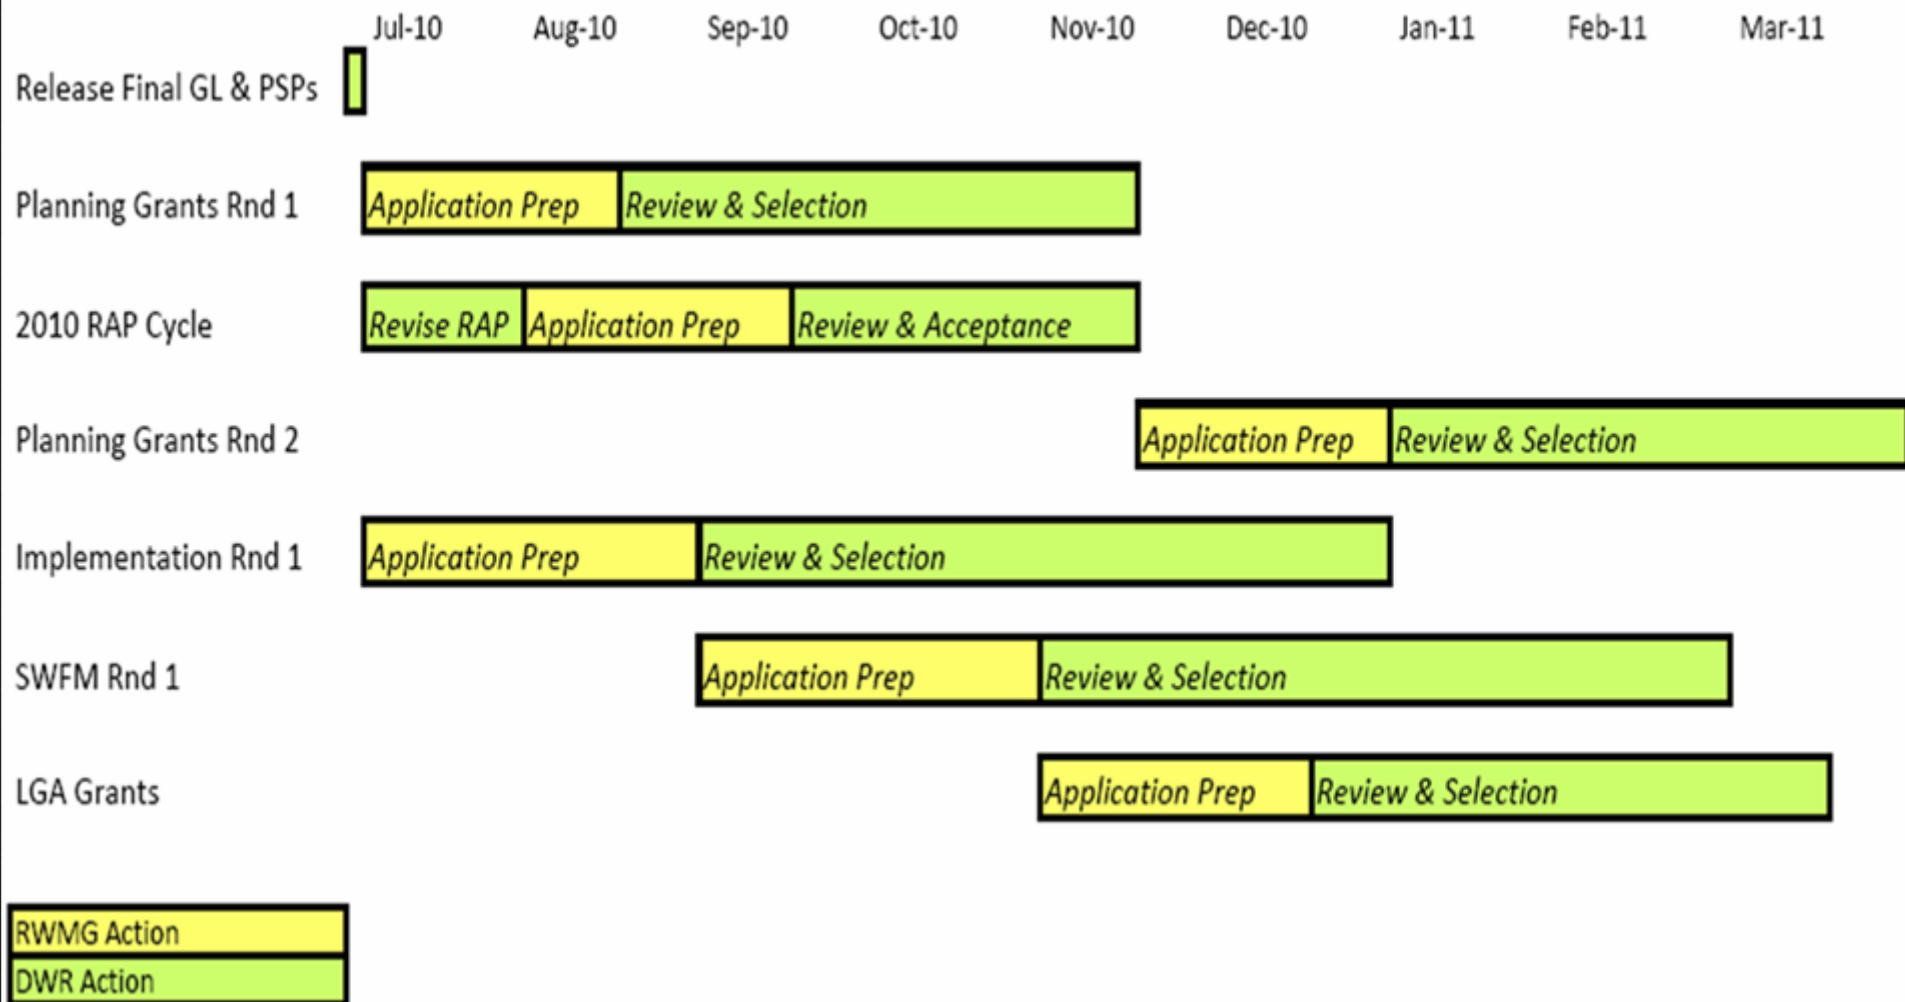 Jul-10 Aug-10 Sep-10 Oct-10 Nov-10 Dec-10 Jan-11 Feb-11 Mar-11
Release Final GL & PSPs
Planning Grants Rnd 1 Application Prep Review & Selection
2010 RAP Cycle Revise RAP Application Prep Review & Acceptance
Planning Grants Rnd 2 Application Prep Review & Selection
Implementation Rnd 1 Application Prep Review & Selection
SWFM Rnd 1 Application Prep Review & Selection
LGA Grants Application Prep Review & Selection
RWMG Action
DWR Action